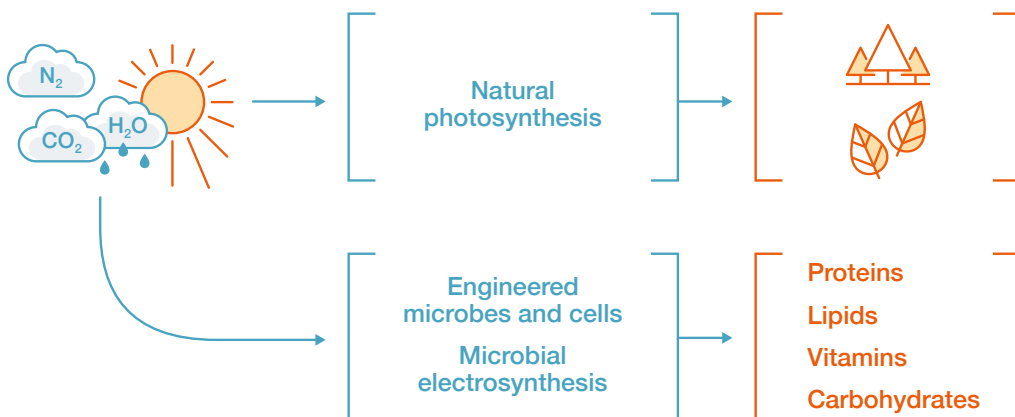 N₂
CO₂
H₂O
Natural
photosynthesis
Engineered
microbes and cells
Microbial
electrosynthesis
Proteins
Lipids
Vitamins
Carbohydrates